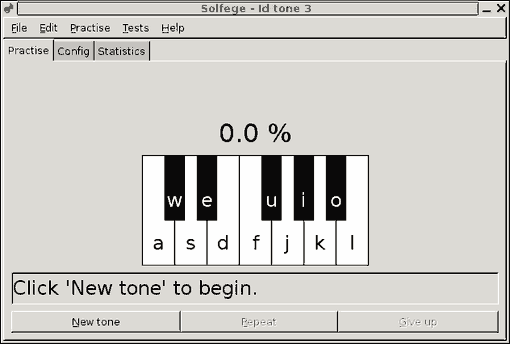 Solfege - Id tone 3
File Edit Practise Tests Help
Practise Config Statistics
0.0 %
w e u i o
a s d f j k l
Click 'New tone' to begin.
New tone Repeat Give up